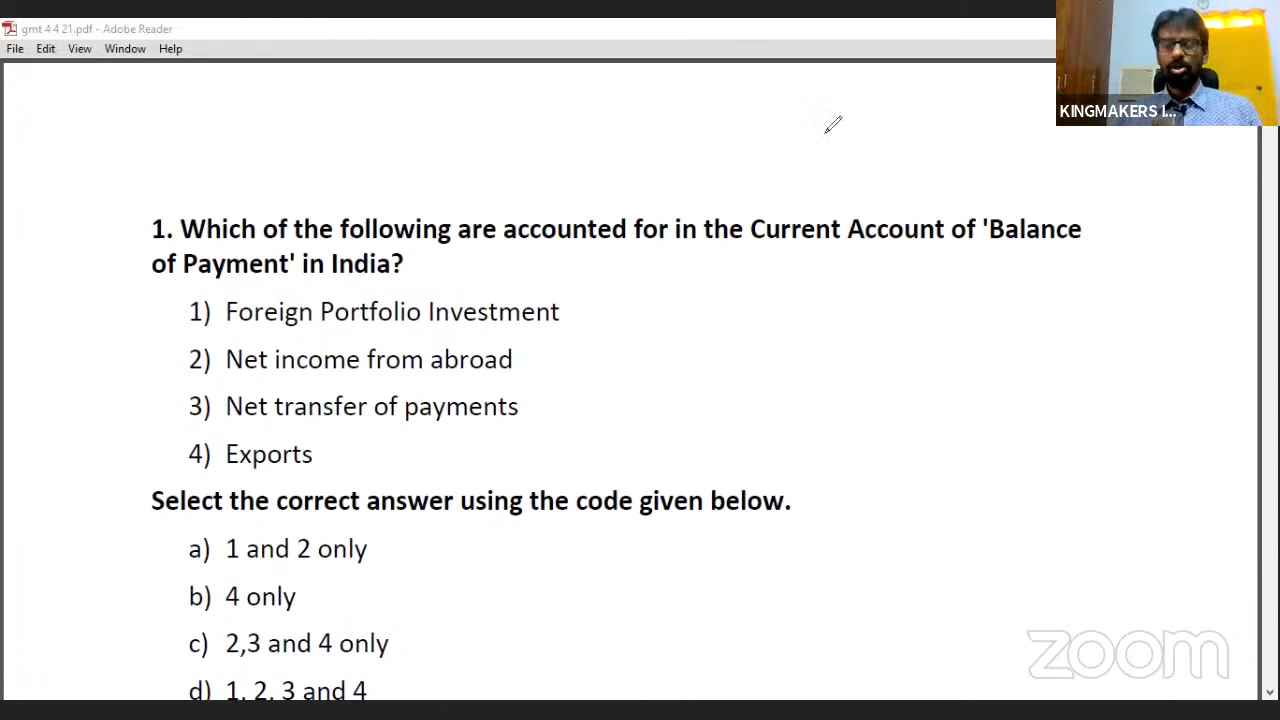 gmt 4 4 21.pdf - Adobe Reader
File Edit View Window Help
KINGMAKERS I...
1. Which of the following are accounted for in the Current Account of 'Balance
of Payment' in India?
1) Foreign Portfolio Investment
2) Net income from abroad
3) Net transfer of payments
4) Exports
Select the correct answer using the code given below.
a) 1 and 2 only
b) 4 only
c) 2,3 and 4 only
d) 1, 2, 3 and 4
zoom